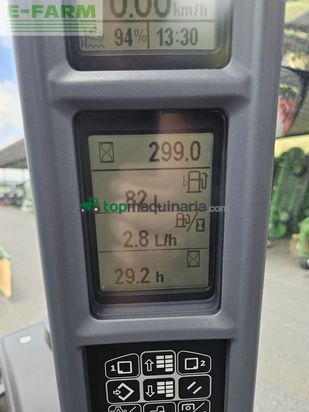 E-FARM
0.00 km/h
94% 13:30
299.0
82 L
topmaquinaria.com
2.8 L/h
29.2 h
1
2